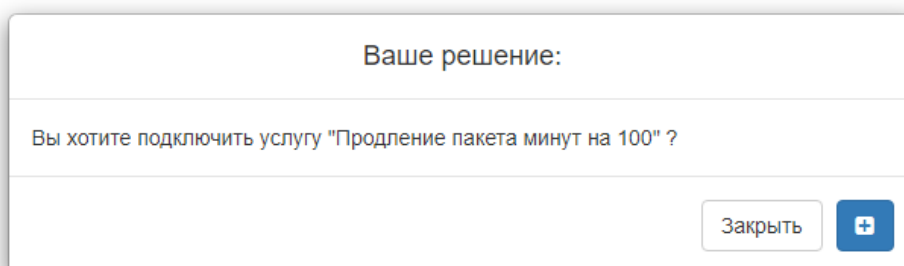 Ваше решение:
Вы хотите подключить услугу "Продление пакета минут на 100" ?
Закрыть